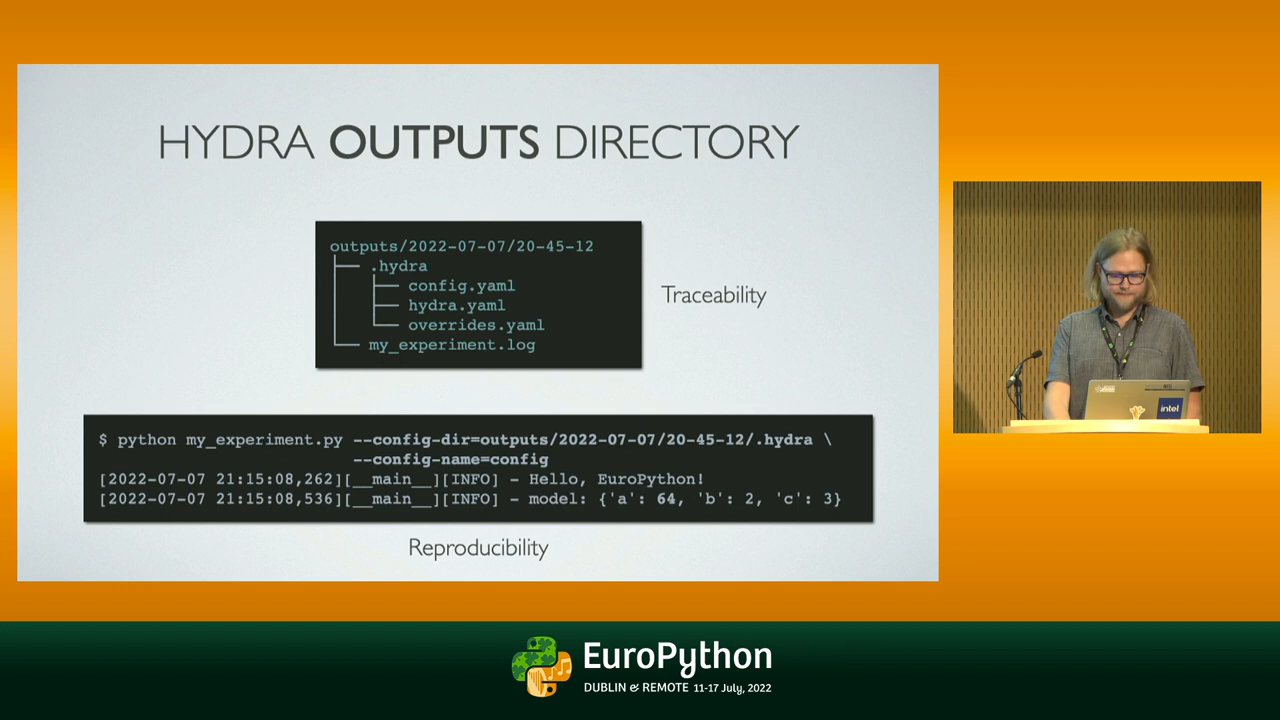 HYDRA OUTPUTS DIRECTORY
outputs/2022-07-07/20-45-12
├── .hydra
│   ├── config.yaml
│   ├── hydra.yaml
│   └── overrides.yaml
└── my_experiment.log
Traceability
$ python my_experiment.py --config-dir=outputs/2022-07-07/20-45-12/.hydra \
--config-name=config
[2022-07-07 21:15:08,262][__main__][INFO] - Hello, EuroPython!
[2022-07-07 21:15:08,536][__main__][INFO] - model: {'a': 64, 'b': 2, 'c': 3}
Reproducibility
intel
EuroPython
DUBLIN & REMOTE 11-17 July, 2022